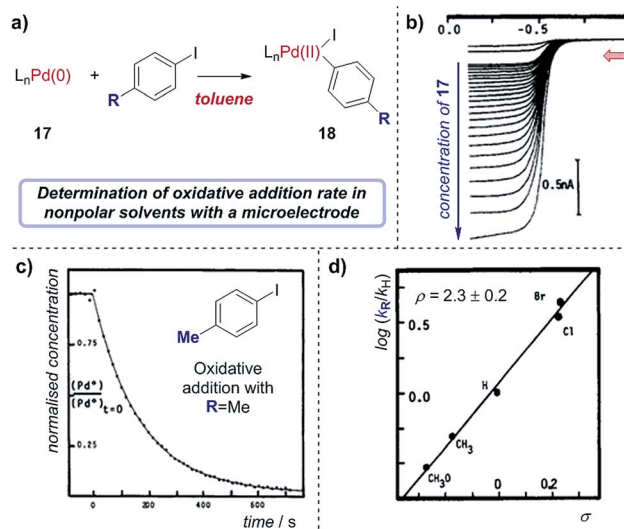 a)
LnPd(0)
+
I
R
toluene
LnPd(II)
I
R
17
18
Determination of oxidative addition rate in
nonpolar solvents with a microelectrode
b)
0.0
-0.5
concentration of 17
0.5nA
c)
normalised concentration
0.75
(Pd°)
(Pd°)t=0
0.25
I
Me
Oxidative
addition with
R=Me
0
200
400
600
time / s
d)
log (kR/kH)
ρ = 2.3 ± 0.2
0.5
0.0
Br
Cl
H
CH3
CH3O
0
0.2
σ